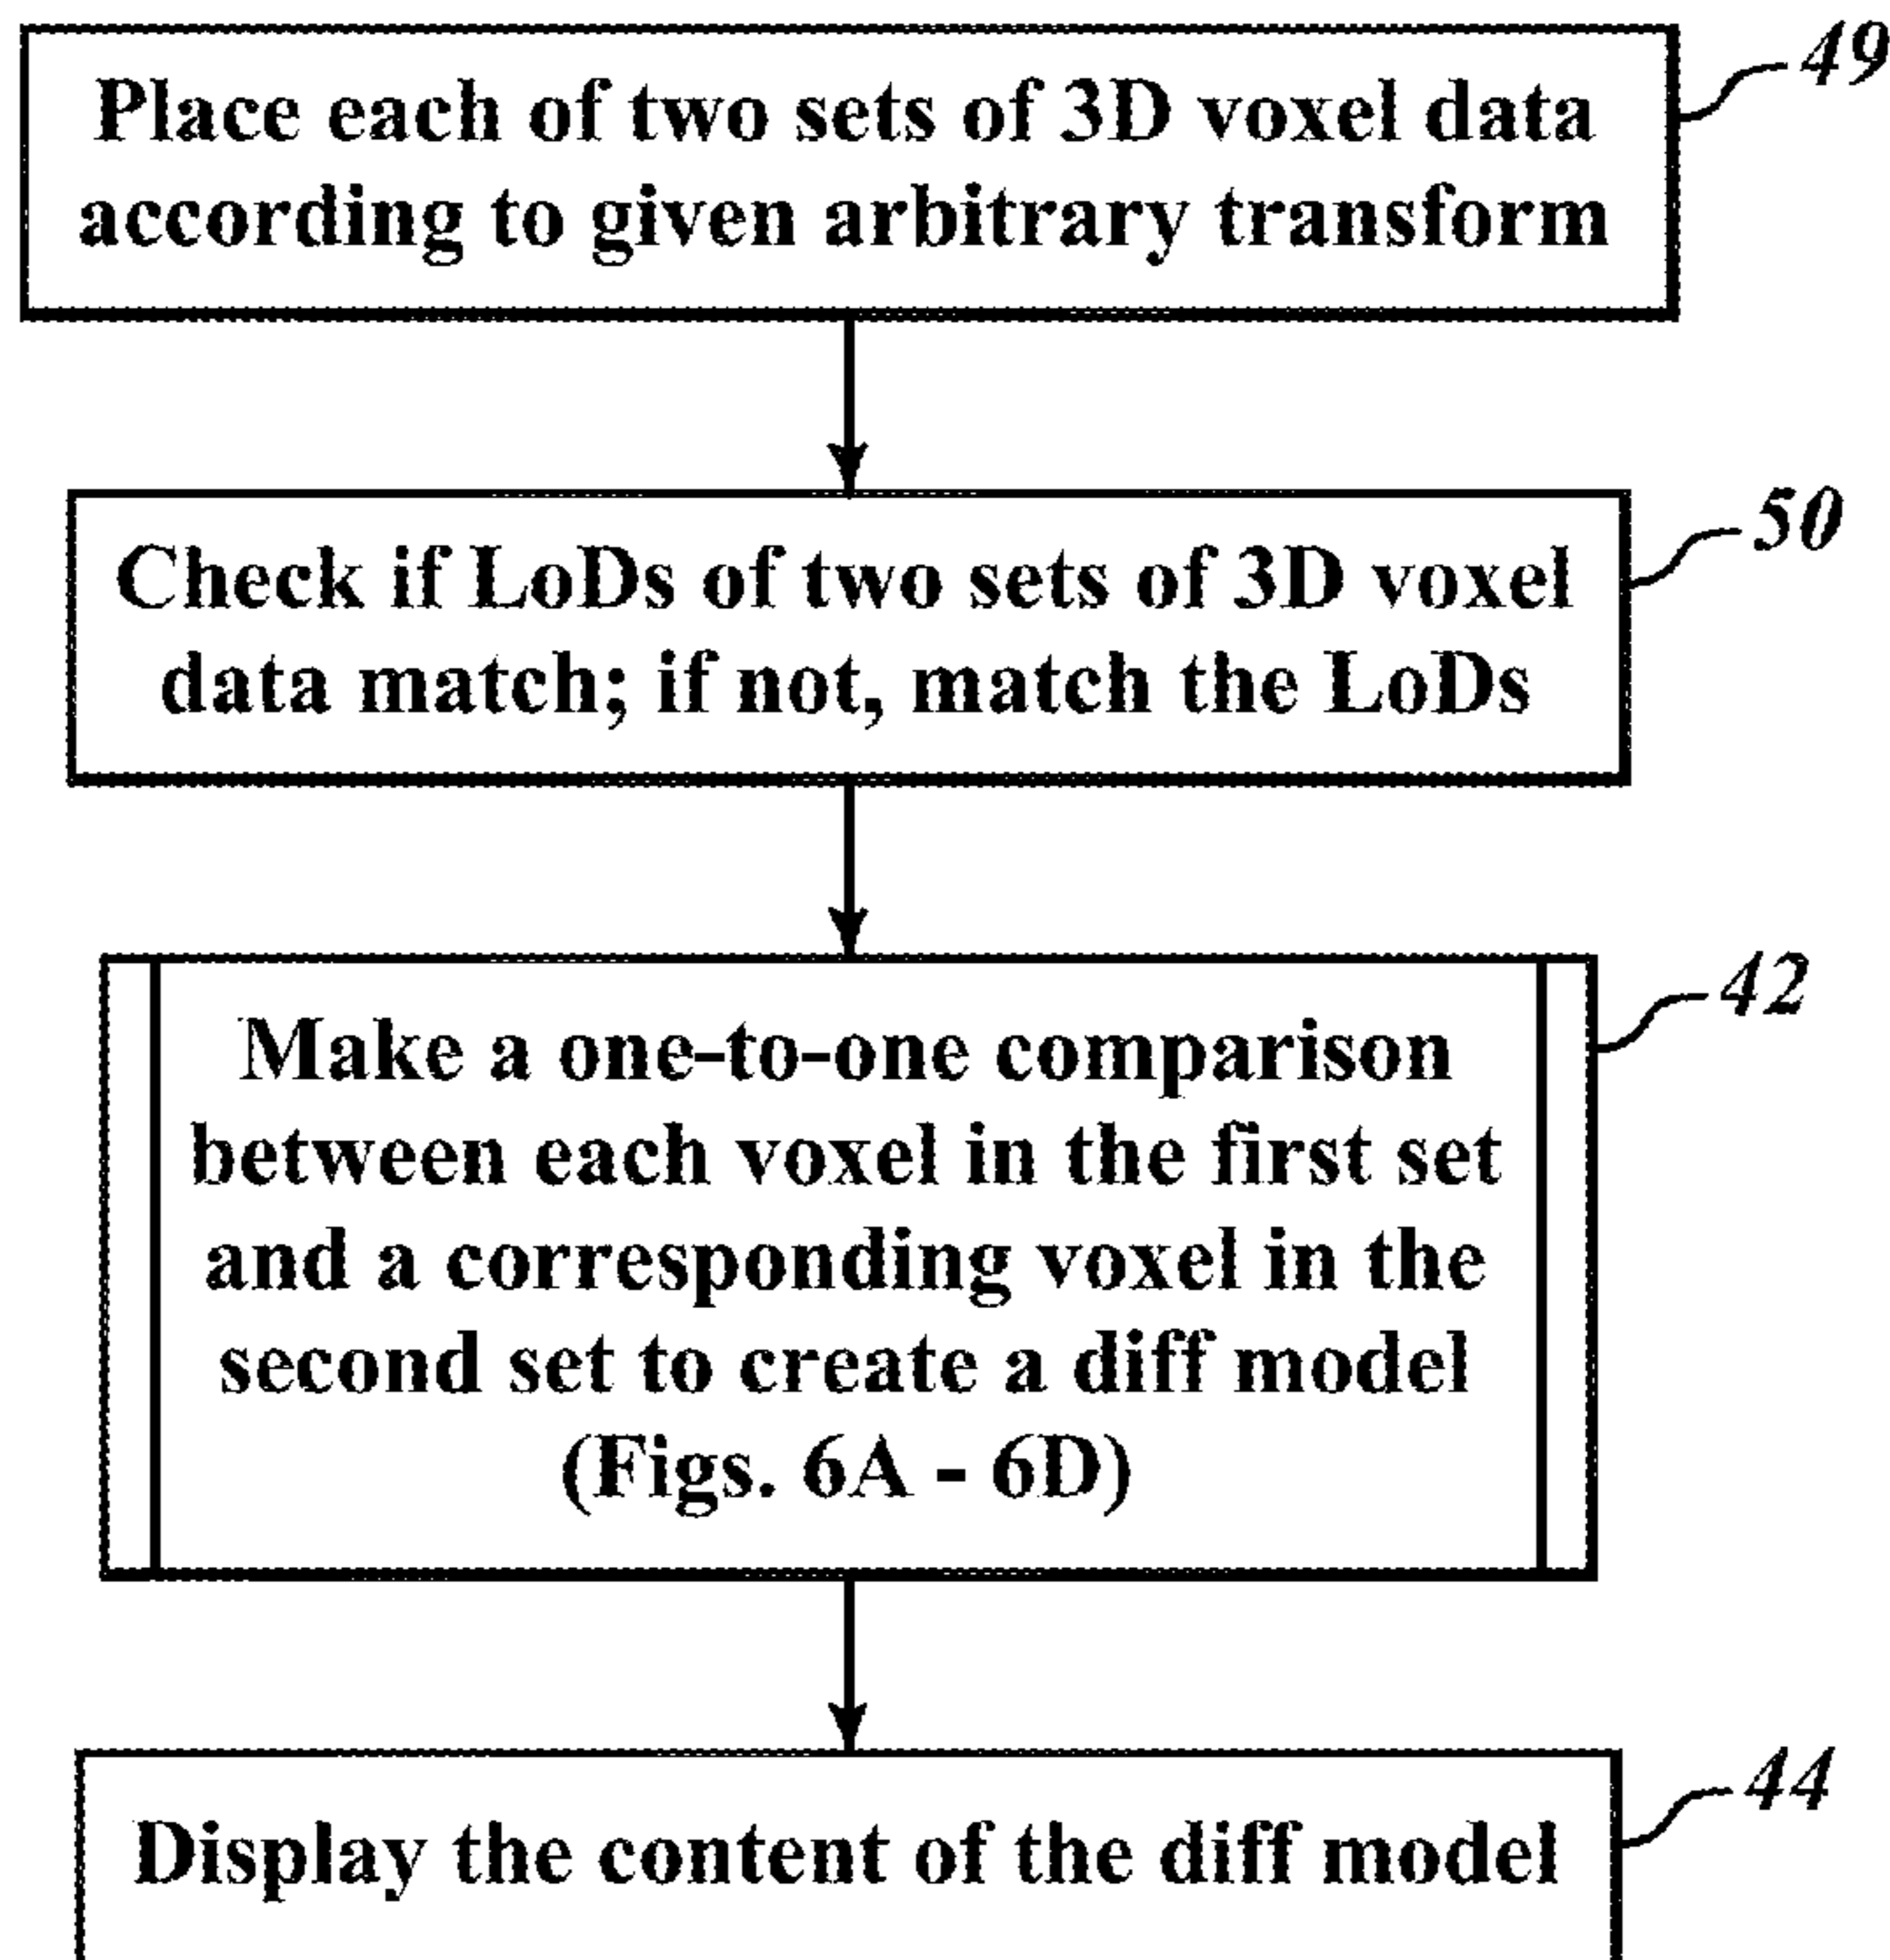 Place each of two sets of 3D voxel data
according to given arbitrary transform
49
Check if LoDs of two sets of 3D voxel
data match; if not, match the LoDs
50
Make a one-to-one comparison
between each voxel in the first set
and a corresponding voxel in the
second set to create a diff model
(Figs. 6A - 6D)
42
Display the content of the diff model
44